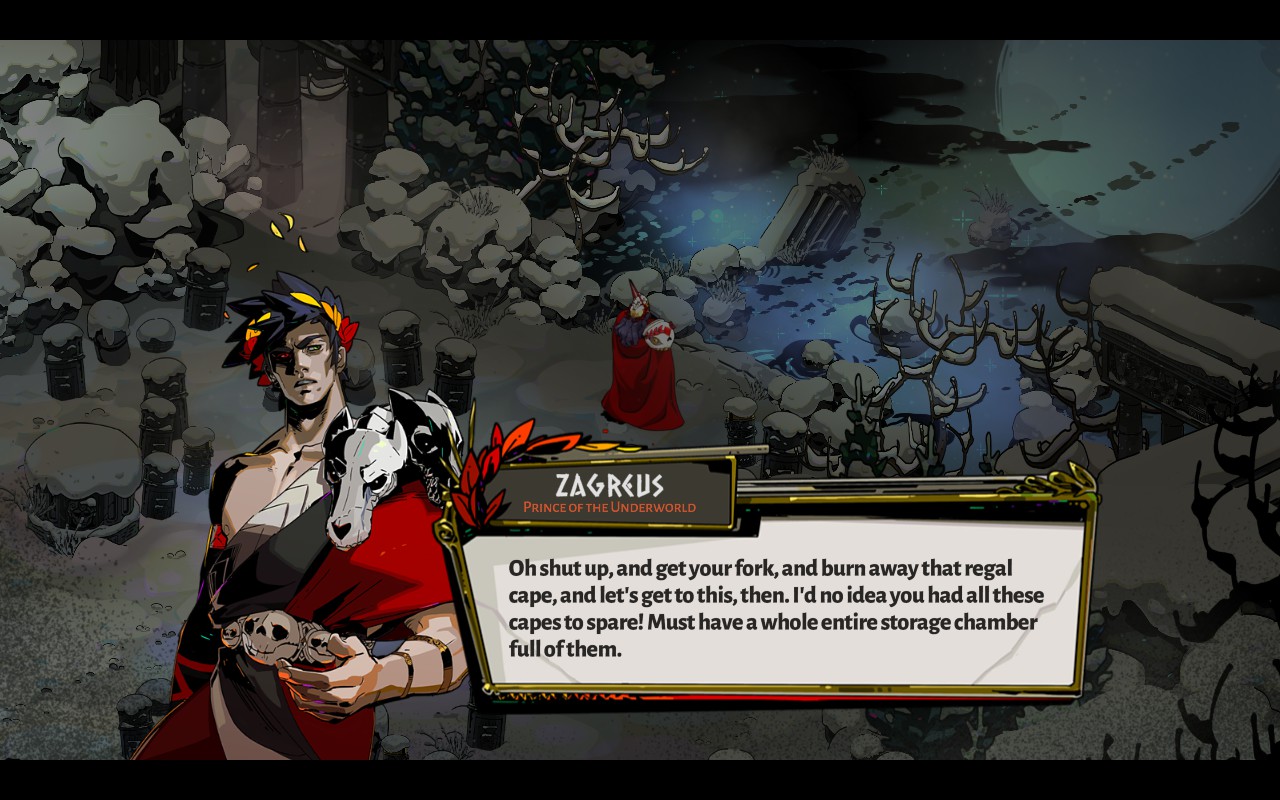 ZAGREUS
PRINCE OF THE UNDERWORLD
Oh shut up, and get your fork, and burn away that regal
cape, and let's get to this, then. I'd no idea you had all these
capes to spare! Must have a whole entire storage chamber
full of them.